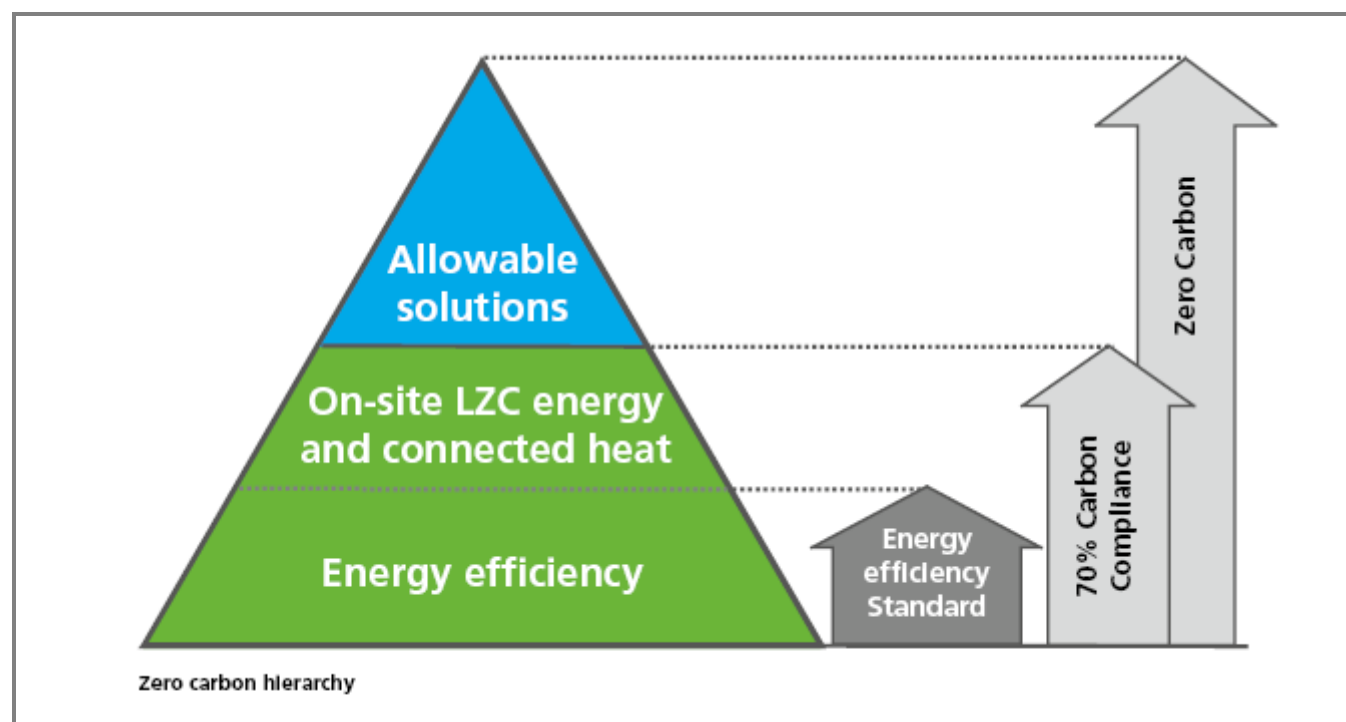 Allowable
solutions
On-site LZC energy
and connected heat
Energy efficiency
Energy
efficiency
Standard
70% Carbon
Compliance
Zero Carbon
Zero carbon hierarchy